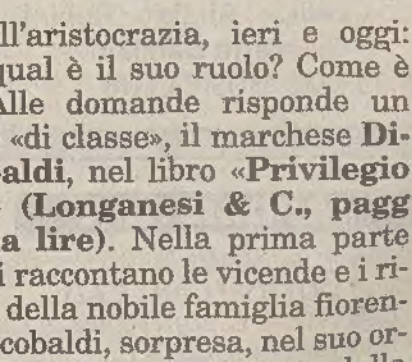 ll'aristocrazia, ieri e oggi:
qual è il suo ruolo? Come è
Alle domande risponde un
«di classe», il marchese Di-
aldi, nel libro «Privilegio
(Longanesi & C., pagg
a lire). Nella prima parte
i raccontano le vicende e i ri-
della nobile famiglia fioren-
cobaldi, sorpresa, nel suo or-